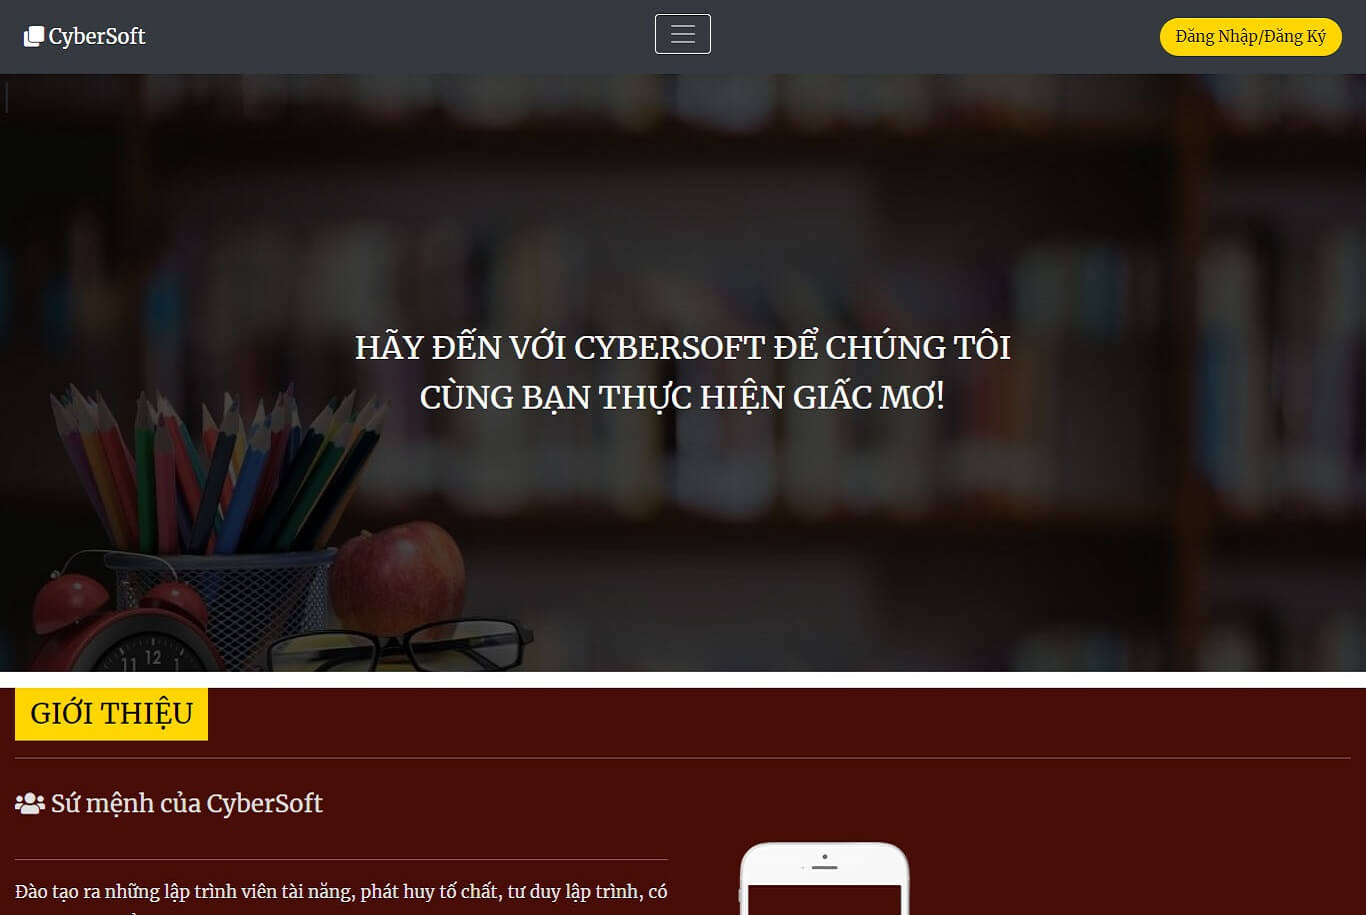 CyberSoft
Đăng Nhập/Đăng Ký
HÃY ĐẾN VỚI CYBERSOFT ĐỂ CHÚNG TÔI
CÙNG BẠN THỰC HIỆN GIẤC MƠ!
11 12 1
GIỚI THIỆU
Sứ mệnh của CyberSoft
Đào tạo ra những lập trình viên tài năng, phát huy tố chất, tư duy lập trình, có